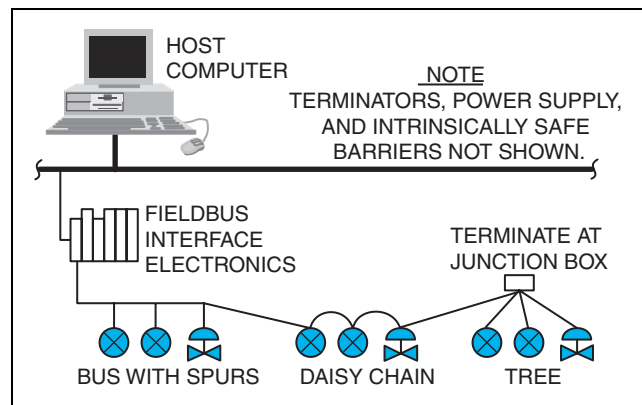 HOST
COMPUTER
NOTE
TERMINATORS, POWER SUPPLY,
AND INTRINSICALLY SAFE
BARRIERS NOT SHOWN.
FIELDBUS
INTERFACE
ELECTRONICS
TERMINATE AT
JUNCTION BOX
BUS WITH SPURS
DAISY CHAIN
TREE